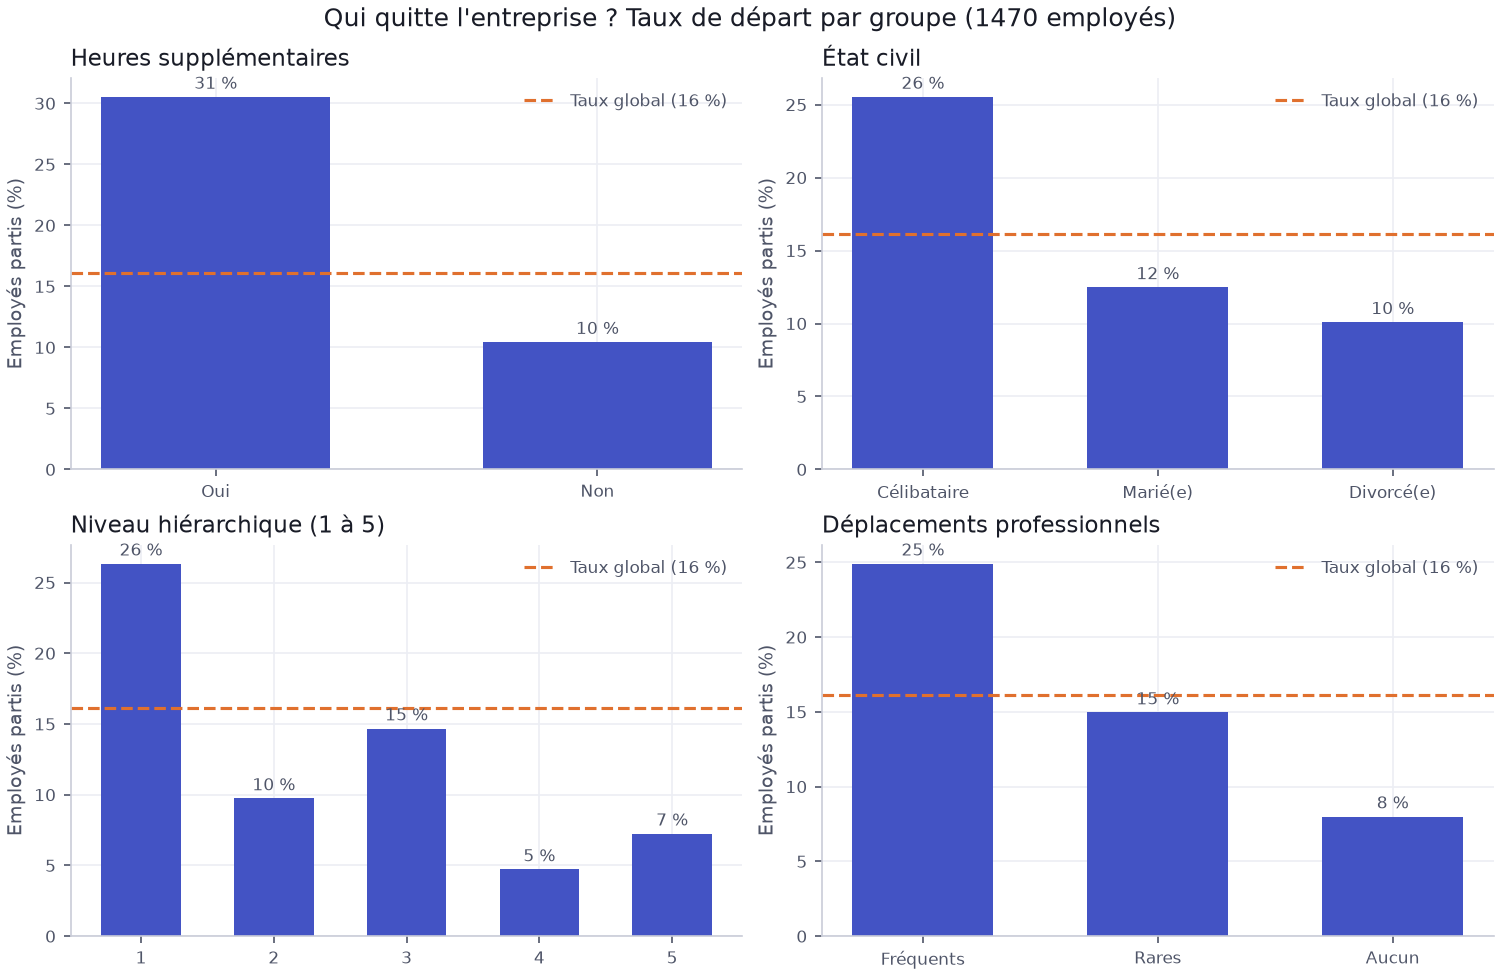 Qui quitte l'entreprise ? Taux de départ par groupe (1470 employés)
Heures supplémentaires
31 %
Taux global (16 %)
10 %
Employés partis (%)
30
25
20
15
10
5
0
Oui
Non
État civil
26 %
Taux global (16 %)
12 %
10 %
Employés partis (%)
25
20
15
10
5
0
Célibataire
Marié(e)
Divorcé(e)
Niveau hiérarchique (1 à 5)
26 %
Taux global (16 %)
10 %
15 %
5 %
7 %
Employés partis (%)
25
20
15
10
5
0
1
2
3
4
5
Déplacements professionnels
25 %
Taux global (16 %)
15 %
8 %
Employés partis (%)
25
20
15
10
5
0
Fréquents
Rares
Aucun